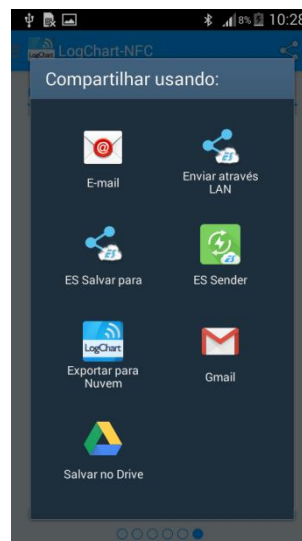 8% 10:28
LogChart-NFC
Compartilhar usando:
E-mail
Enviar através
LAN
ES Salvar para
ES Sender
LogChart
Exportar para
Nuvem
Gmail
Salvar no Drive